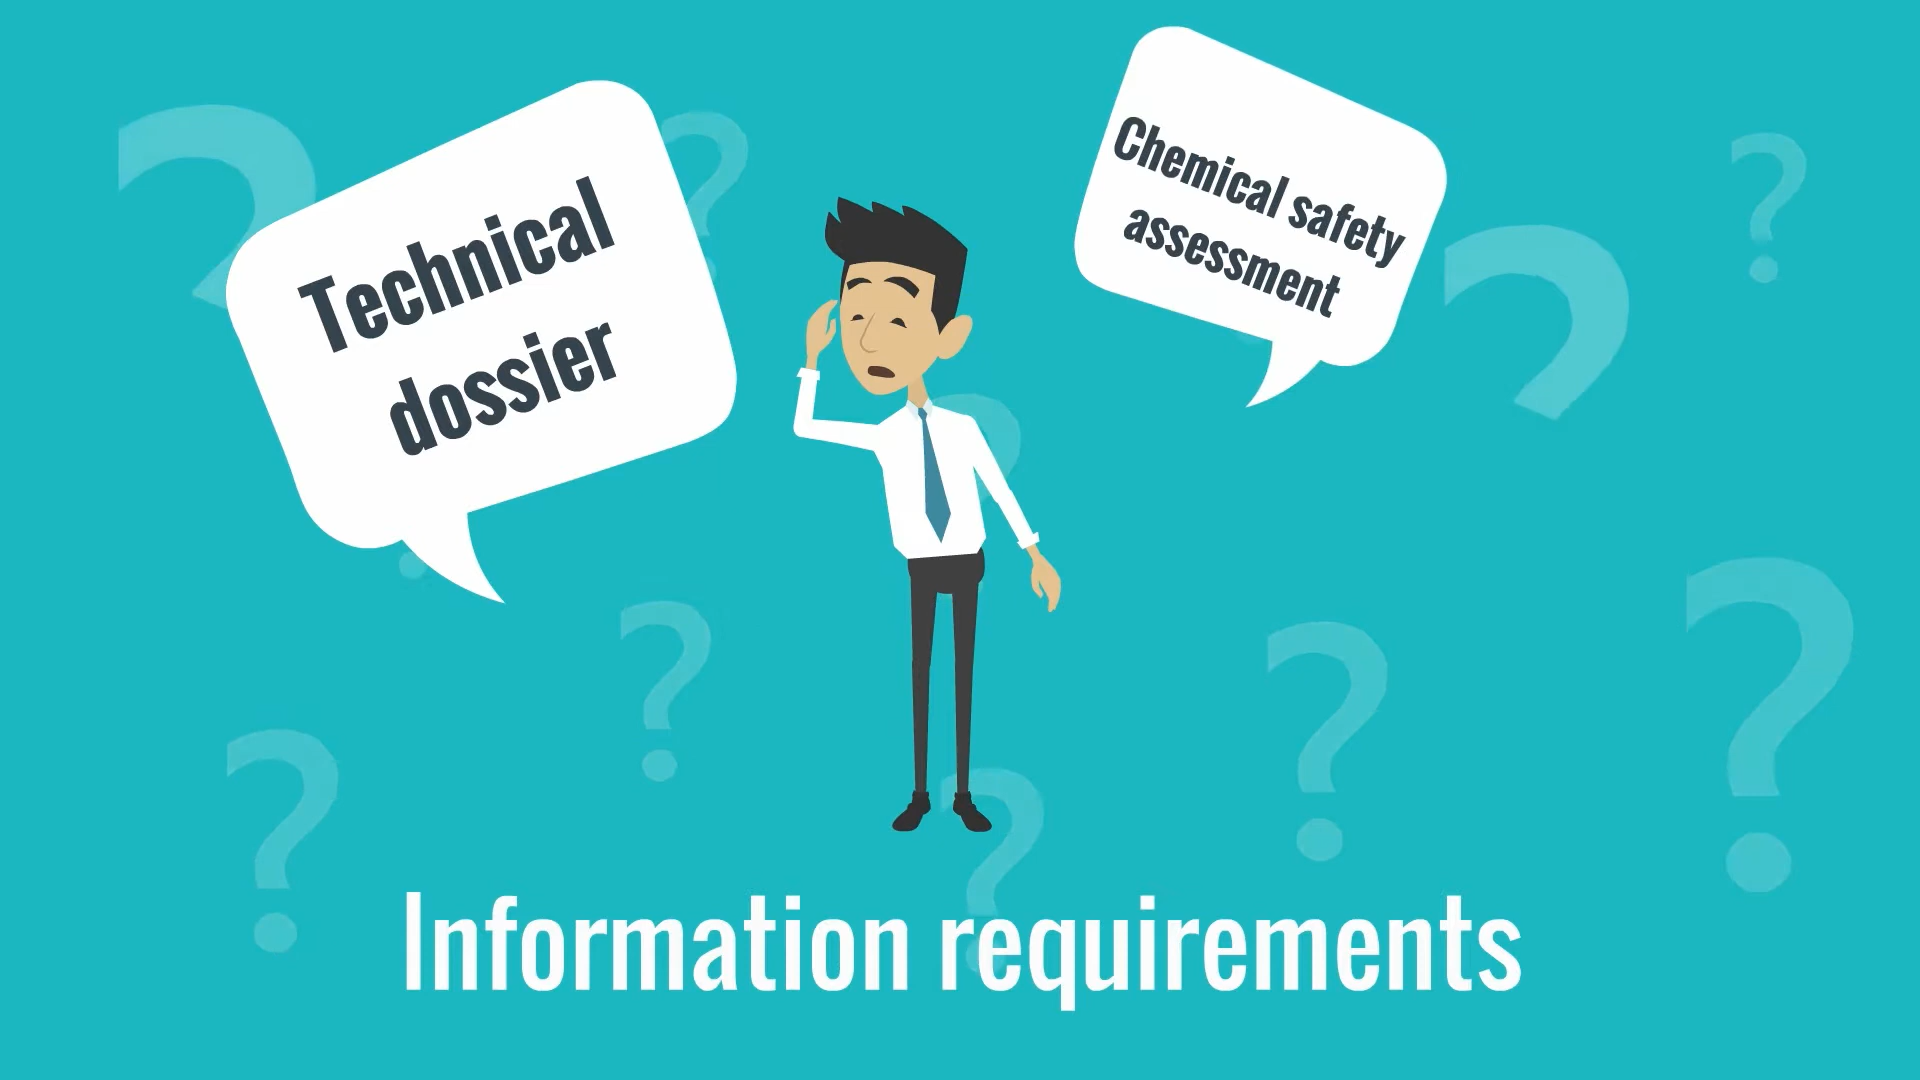 Technical
dossier
Chemical safety
assessment
Information requirements